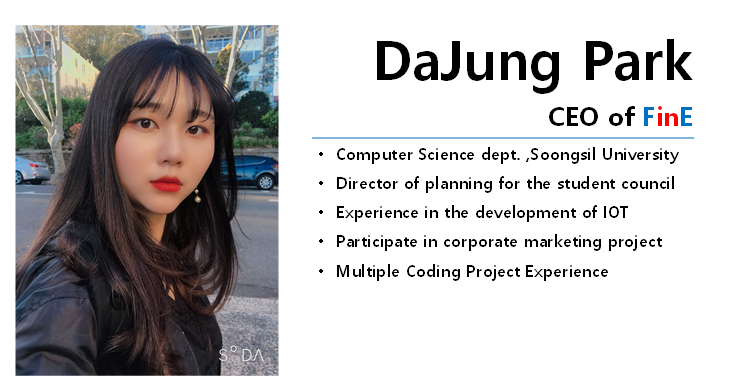 DaJung Park
CEO of FinE
• Computer Science dept. ,Soongsil University
• Director of planning for the student council
• Experience in the development of IOT
• Participate in corporate marketing project
• Multiple Coding Project Experience
SODA